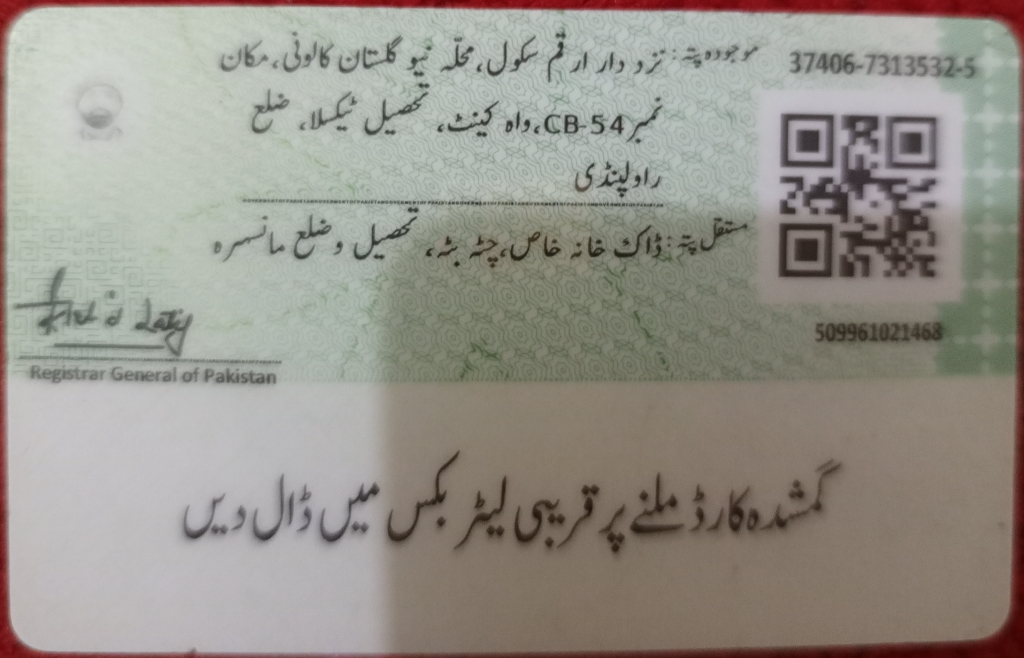 37406-7313532-5
موجودہ پتہ: نزد دار ارقم سکول، محلّہ نیو گلستان کالونی، مکان
نمبر CB-54، واہ کینٹ، تحصیل ٹیکسلا، ضلع
راولپنڈی
مستقل پتہ: ڈاک خانہ خاص، چٹہ بٹہ، تحصیل و ضلع مانسہرہ
509961021468
Registrar General of Pakistan
گمشدہ کارڈ ملنے پر قریبی لیٹر بکس میں ڈال دیں